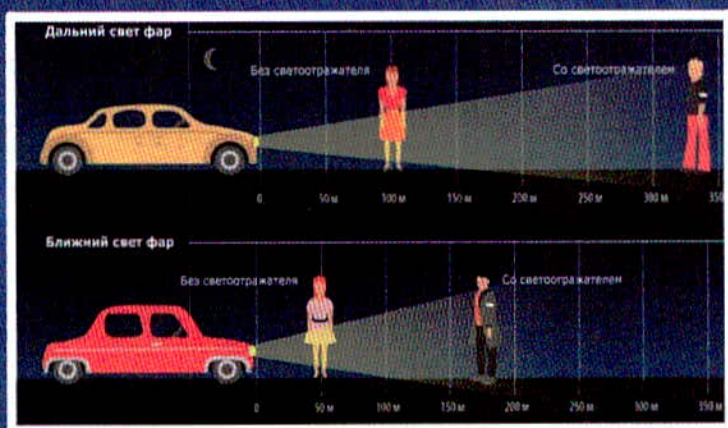 Дальний свет фар
Без светоотражателя
Со светоотражателем
0 50 м 100 м 150 м 200 м 250 м 300 м 350
Ближний свет фар
Без светоотражателя
Со светоотражателем
0 50 м 100 м 150 м 200 м 250 м 300 м 350 м